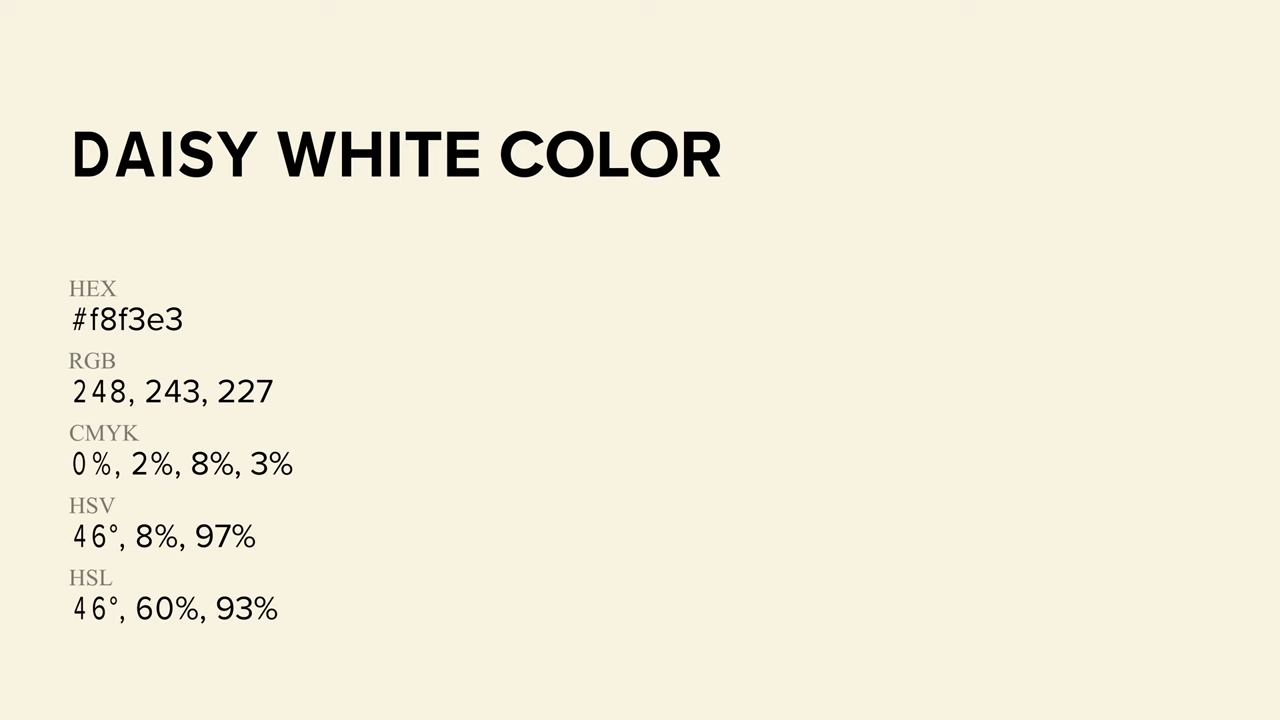 DAISY WHITE COLOR
HEX
#f8f3e3
RGB
248, 243, 227
CMYK
0%, 2%, 8%, 3%
HSV
46°, 8%, 97%
HSL
46°, 60%, 93%